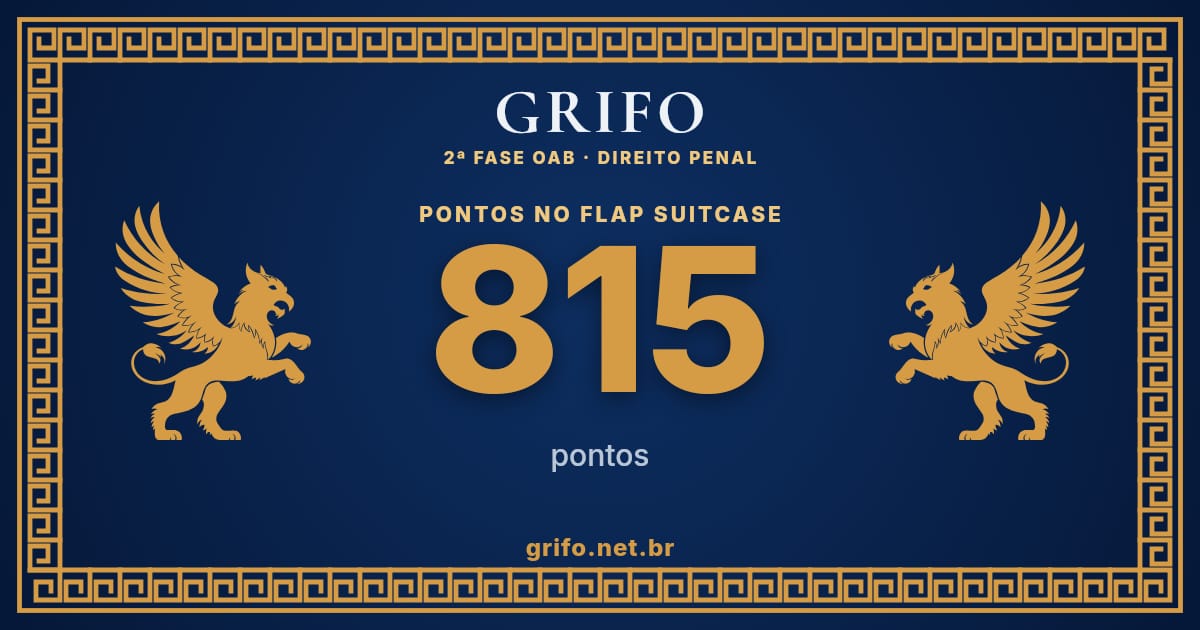 GRIFO
2ª FASE OAB · DIREITO PENAL
PONTOS NO FLAP SUITCASE
815
pontos
grifo.net.br